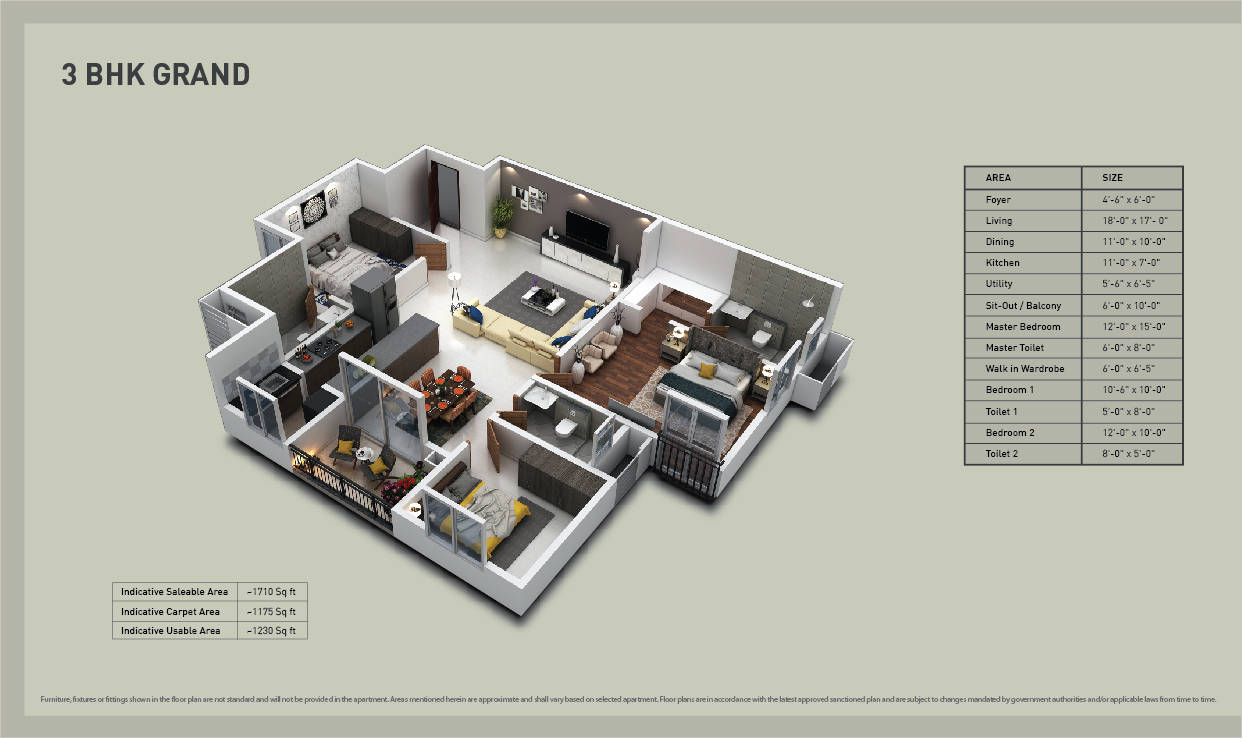 3 BHK GRAND
AREA SIZE
Foyer 4'-6" x 6'-0"
Living 18'-0" x 17'- 0"
Dining 11'-0" x 10'-0"
Kitchen 11'-0" x 7'-0"
Utility 5'-6" x 6'-5"
Sit-Out / Balcony 6'-0" x 10'-0"
Master Bedroom 12'-0" x 15'-0"
Master Toilet 6'-0" x 8'-0"
Walk in Wardrobe 6'-0" x 6'-5"
Bedroom 1 10'-6" x 10'-0"
Toilet 1 5'-0" x 8'-0"
Bedroom 2 12'-0" x 10'-0"
Toilet 2 8'-0" x 5'-0"
Indicative Saleable Area ~1710 Sq ft
Indicative Carpet Area ~1175 Sq ft
Indicative Usable Area ~1230 Sq ft
Furniture, fixtures or fittings shown in the floor plan are not standard and will not be provided in the apartment. Areas mentioned herein are approximate and shall vary based on selected apartment. Floor plans are in accordance with the latest approved sanctioned plan and are subject to changes mandated by government authorities and/or applicable laws from time to time.